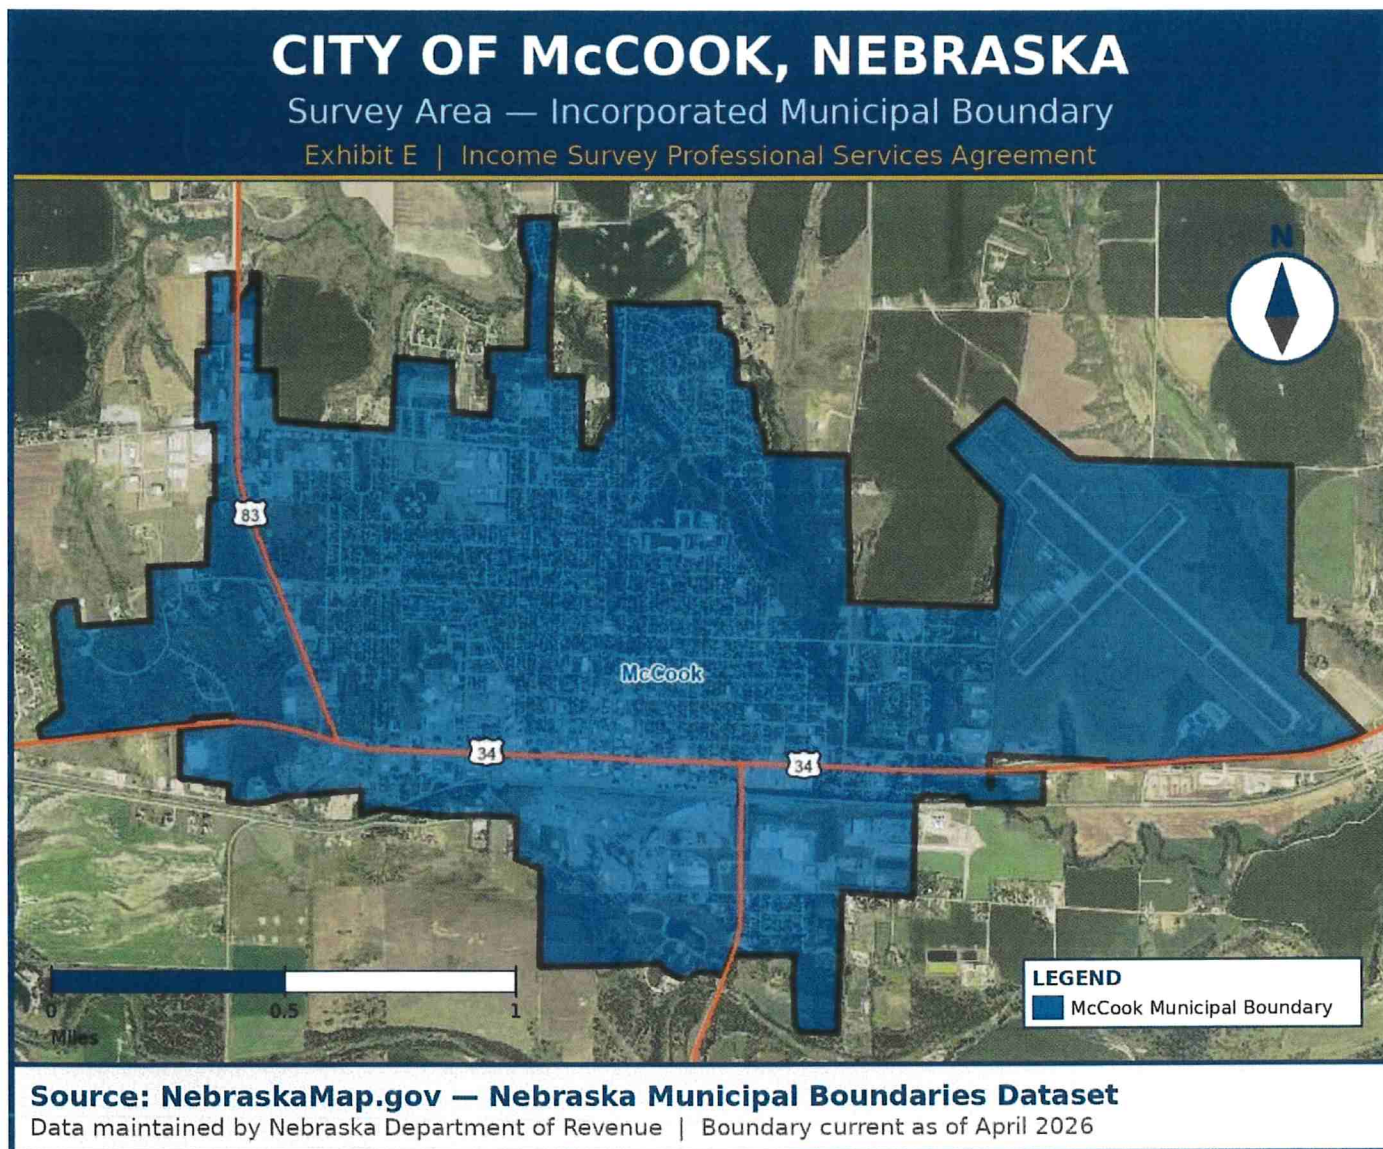 CITY OF McCOOK, NEBRASKA
Survey Area — Incorporated Municipal Boundary
Exhibit E | Income Survey Professional Services Agreement
N
83
McCook
34
34
0 0.5 1
Miles
LEGEND
McCook Municipal Boundary
Source: NebraskaMap.gov — Nebraska Municipal Boundaries Dataset
Data maintained by Nebraska Department of Revenue | Boundary current as of April 2026